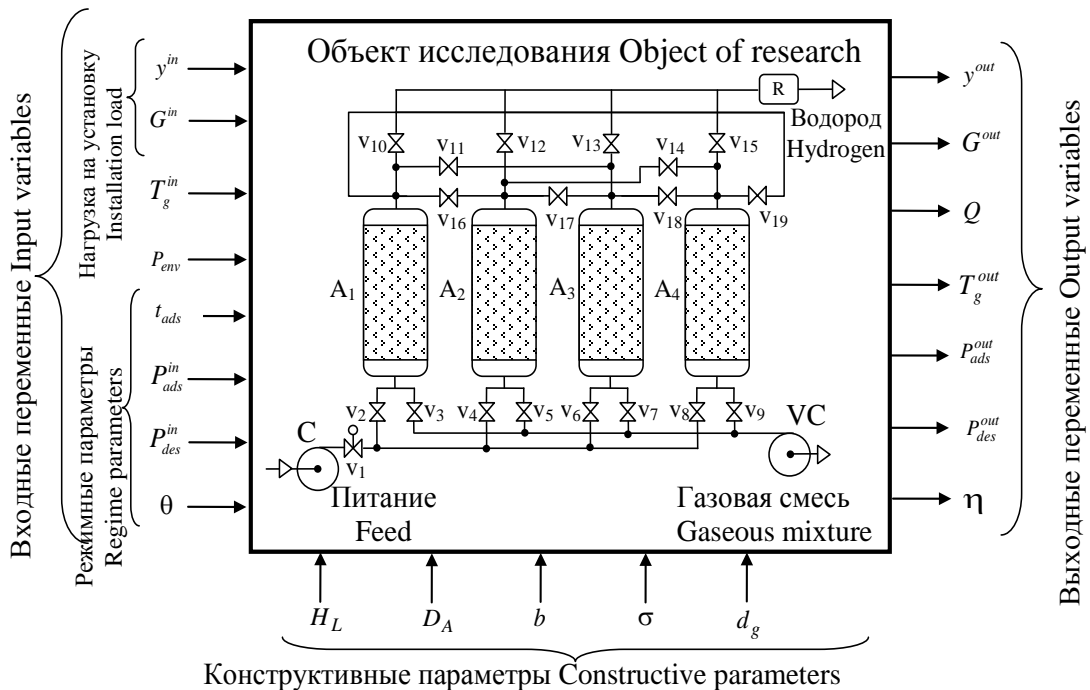 Объект исследования Object of research
Входные переменные Input variables
Нагрузка на установку
Installation load
Режимные параметры
Regime parameters
y^in
G^in
T_g^in
P_env
t_ads
P_ads^in
P_des^in
θ
R
Водород
Hydrogen
v10
v11
v12
v13
v14
v15
v16
v17
v18
v19
A1
A2
A3
A4
v2
v3
v4
v5
v6
v7
v8
v9
C
v1
VC
Питание
Feed
Газовая смесь
Gaseous mixture
y^out
G^out
Q
T_g^out
P_ads^out
P_des^out
η
Выходные переменные Output variables
H_L
D_A
b
σ
d_g
Конструктивные параметры Constructive parameters